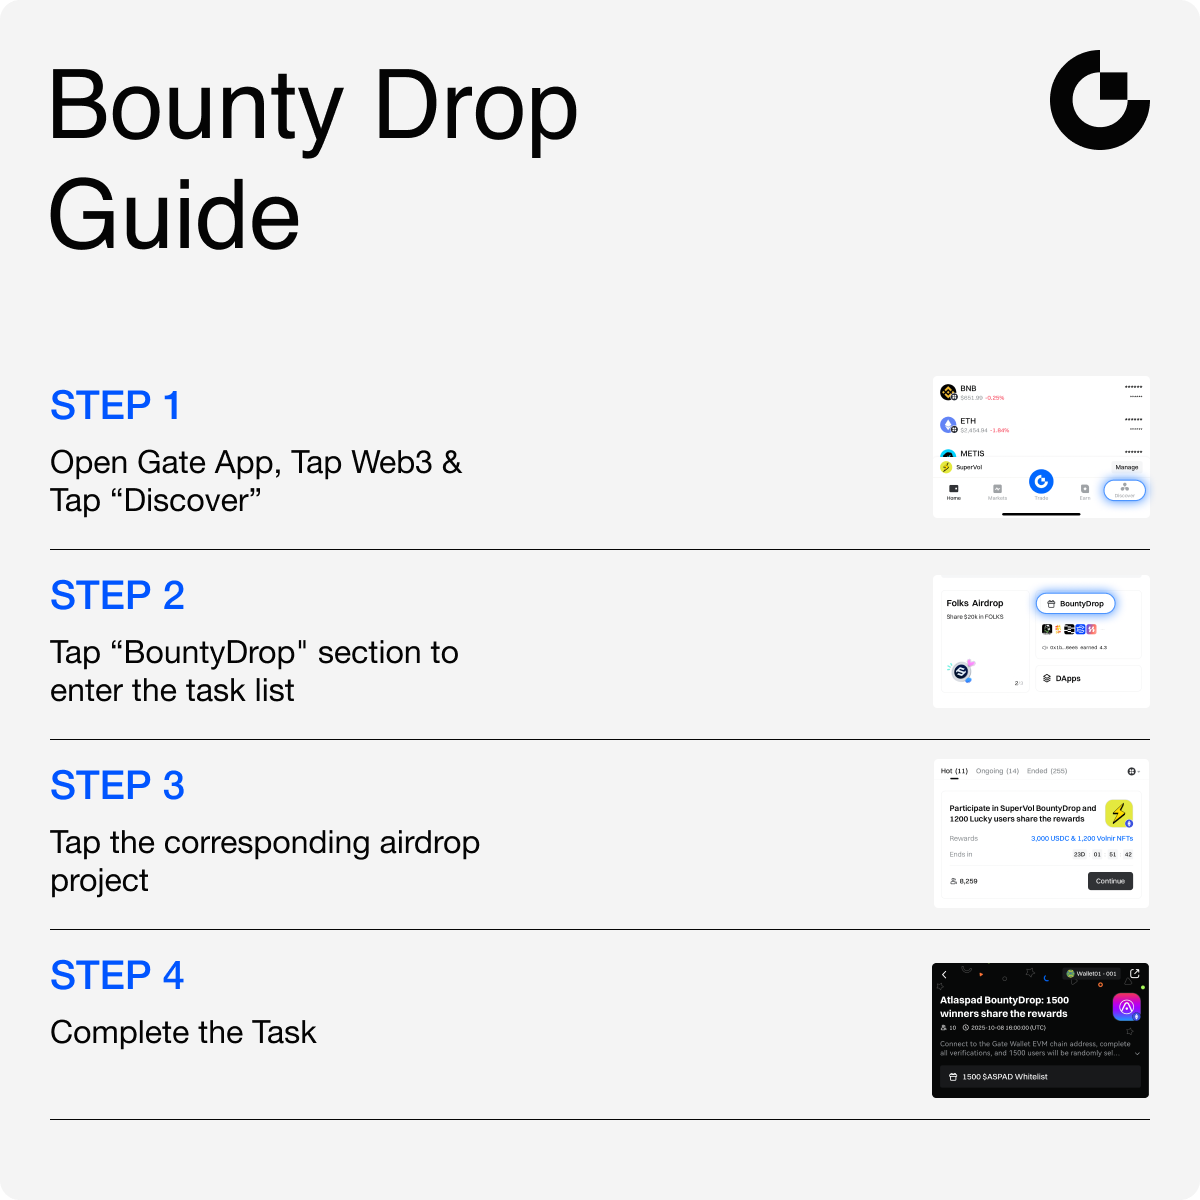 Bounty Drop
Guide
STEP 1
Open Gate App, Tap Web3 &
Tap “Discover”
BNB
******
$851.99 -0.25%
******
ETH
******
$2,454.94 -1.84%
******
METIS
******
SuperVol
Manage
Home
Markets
Trade
Earn
Discover
STEP 2
Tap “BountyDrop" section to
enter the task list
Folks Airdrop
Share $20k in FOLKS
BountyDrop
earned 4.3
DApps
STEP 3
Tap the corresponding airdrop
project
Hot (11) Ongoing (14) Ended (255)
Participate in SuperVol BountyDrop and
1200 Lucky users share the rewards
Rewards
3,000 USDC & 1,200 Volnir NFTs
Ends in
23D 01 51 42
8,259
Continue
STEP 4
Complete the Task
Wallet01 - 001
Atlaspad BountyDrop: 1500
winners share the rewards
10 2025-10-08 16:00:00 (UTC)
Connect to the Gate Wallet EVM chain address, complete
all verifications, and 1500 users will be randomly sel...
1500 $ASPAD Whitelist